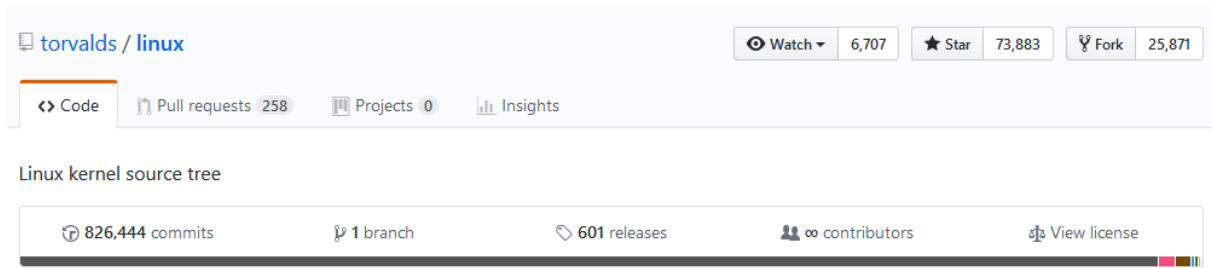 torvalds / linux Watch 6,707 Star 73,883 Fork 25,871
Code Pull requests 258 Projects 0 Insights
Linux kernel source tree
826,444 commits 1 branch 601 releases ∞ contributors View license